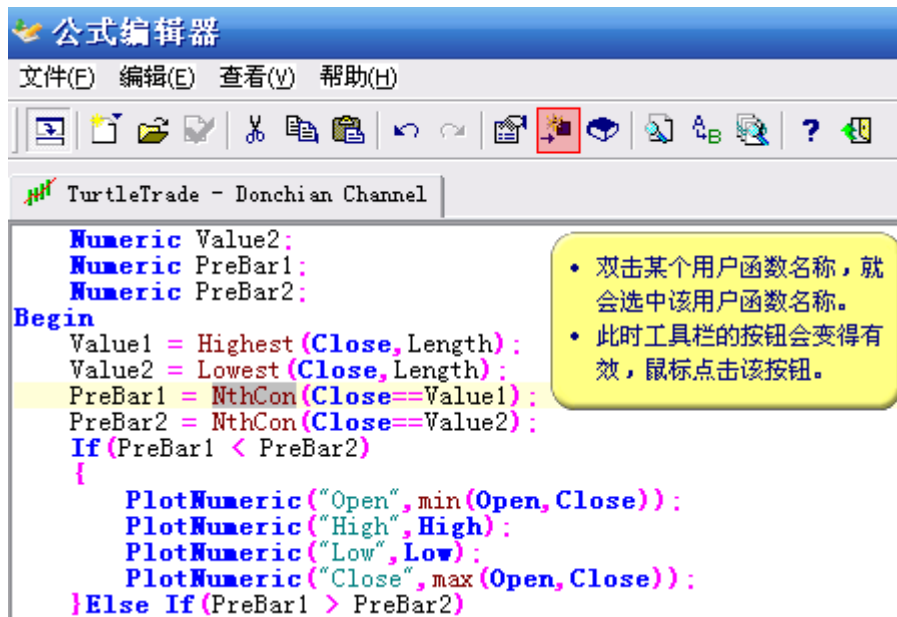 公式编辑器
文件(F) 编辑(E) 查看(V) 帮助(H)
TurtleTrade - Donchian Channel
Numeric Value2;
Numeric PreBar1;
Numeric PreBar2;
Begin
Value1 = Highest(Close,Length);
Value2 = Lowest(Close,Length);
PreBar1 = NthCon(Close==Value1);
PreBar2 = NthCon(Close==Value2);
If(PreBar1 < PreBar2)
{
PlotNumeric("Open",min(Open,Close));
PlotNumeric("High",High);
PlotNumeric("Low",Low);
PlotNumeric("Close",max(Open,Close));
}Else If(PreBar1 > PreBar2)
• 双击某个用户函数名称，就
会选中该用户函数名称。
• 此时工具栏的按钮会变得有
效，鼠标点击该按钮。